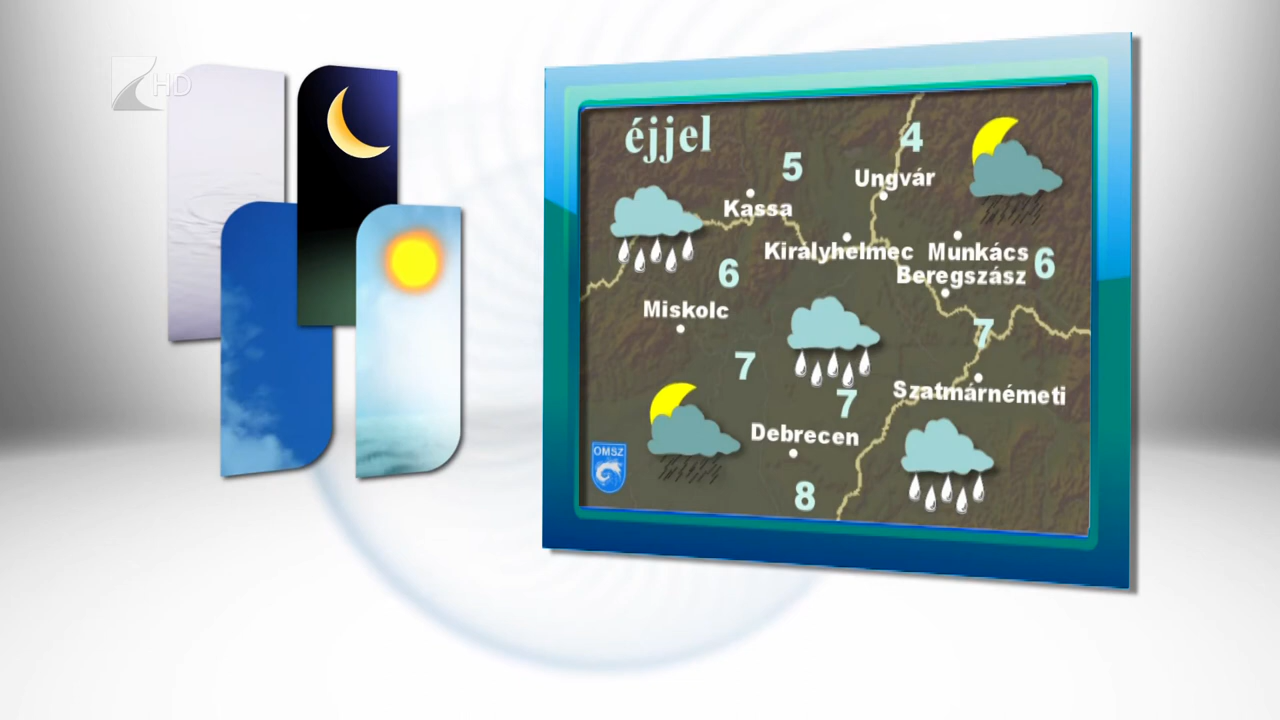 HD
éjjel
4
5
Ungvár
Kassa
Királyhelmec
Munkács
6
6
Beregszász
Miskolc
7
7
7
Szatmárnémeti
Debrecen
OMSZ
8